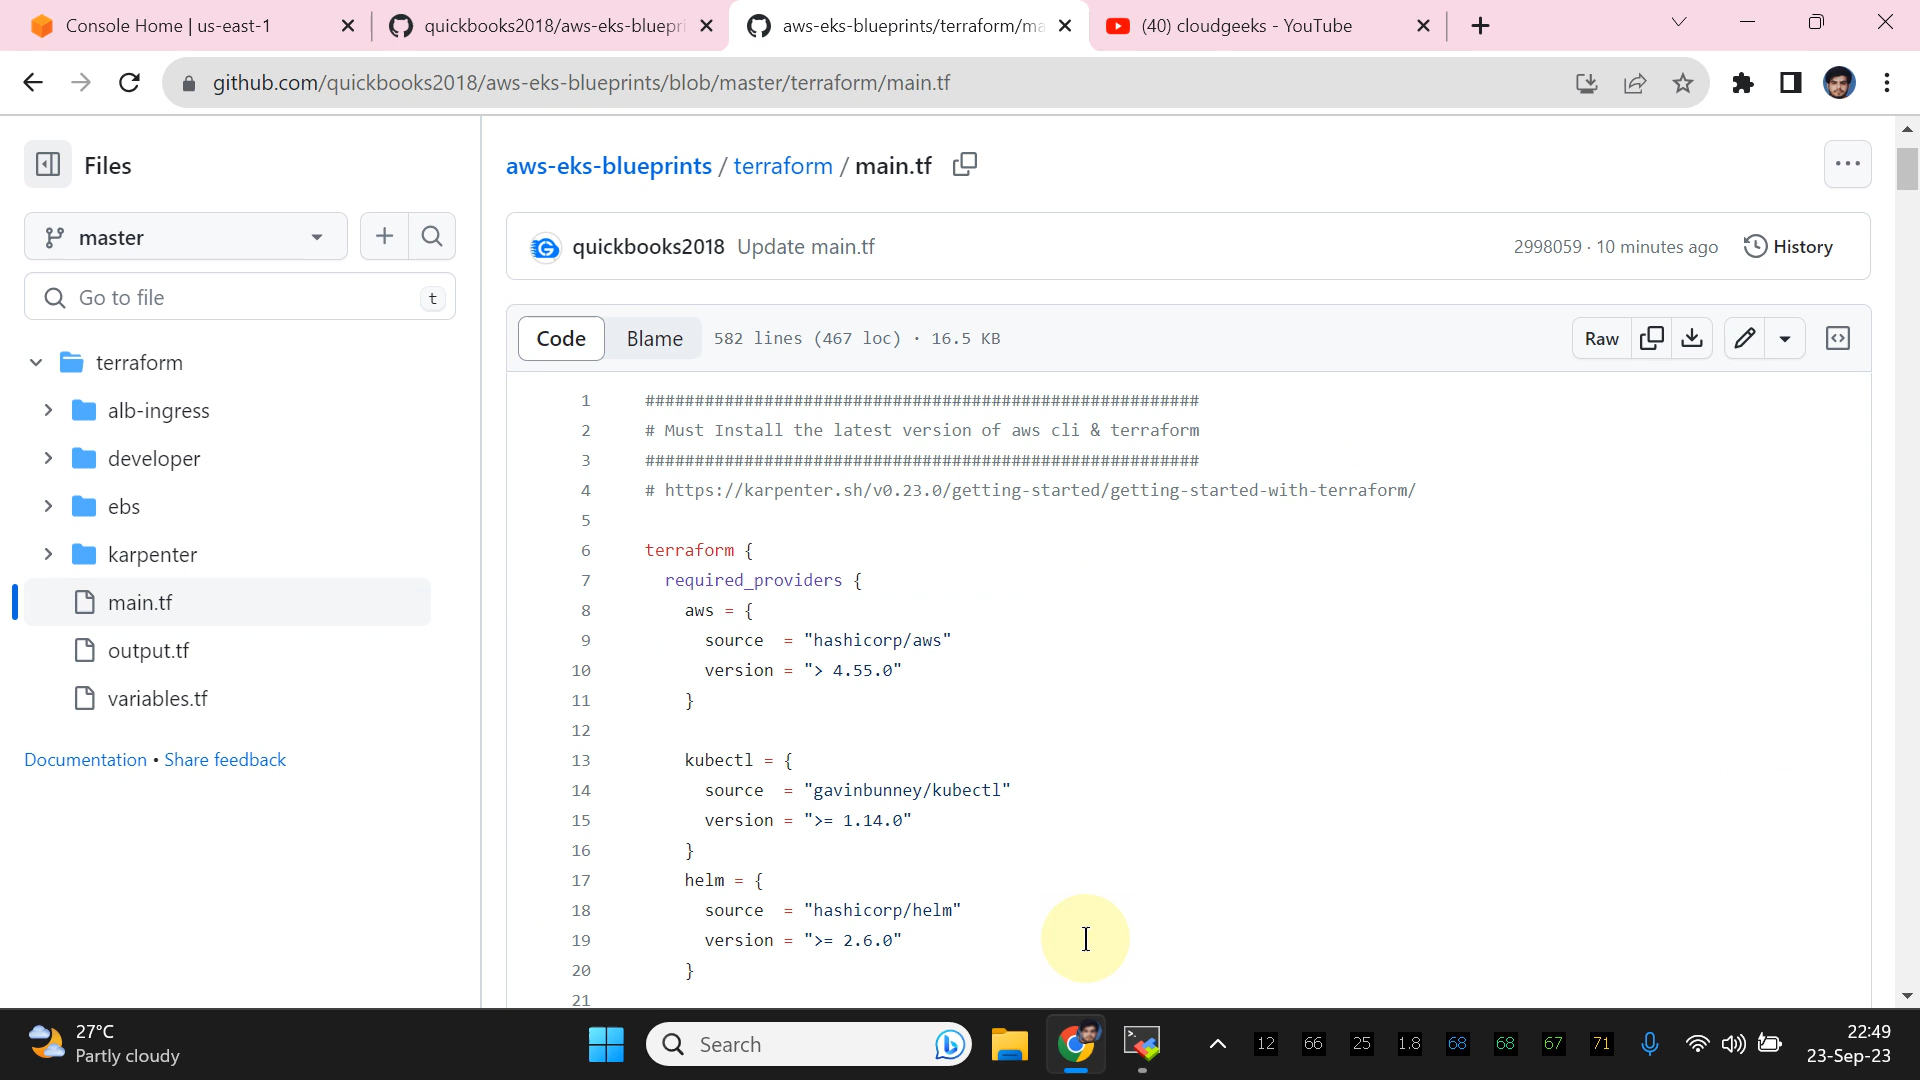 Console Home | us-east-1
quickbooks2018/aws-eks-bluepri
aws-eks-blueprints/terraform/ma
(40) cloudgeeks - YouTube
github.com/quickbooks2018/aws-eks-blueprints/blob/master/terraform/main.tf
Files
master
Go to file
t
terraform
alb-ingress
developer
ebs
karpenter
main.tf
output.tf
variables.tf
Documentation • Share feedback
aws-eks-blueprints / terraform / main.tf
quickbooks2018 Update main.tf
2998059 · 10 minutes ago
History
Code
Blame
582 lines (467 loc) · 16.5 KB
Raw
1 ########################################################
2 # Must Install the latest version of aws cli & terraform
3 ########################################################
4 # https://karpenter.sh/v0.23.0/getting-started/getting-started-with-terraform/
5
6 terraform {
7 required_providers {
8 aws = {
9 source = "hashicorp/aws"
10 version = "> 4.55.0"
11 }
12
13 kubectl = {
14 source = "gavinbunney/kubectl"
15 version = ">= 1.14.0"
16 }
17 helm = {
18 source = "hashicorp/helm"
19 version = ">= 2.6.0"
20 }
21
27°C
Partly cloudy
Search
12 66 25 1.8 68 68 67 71
22:49
23-Sep-23